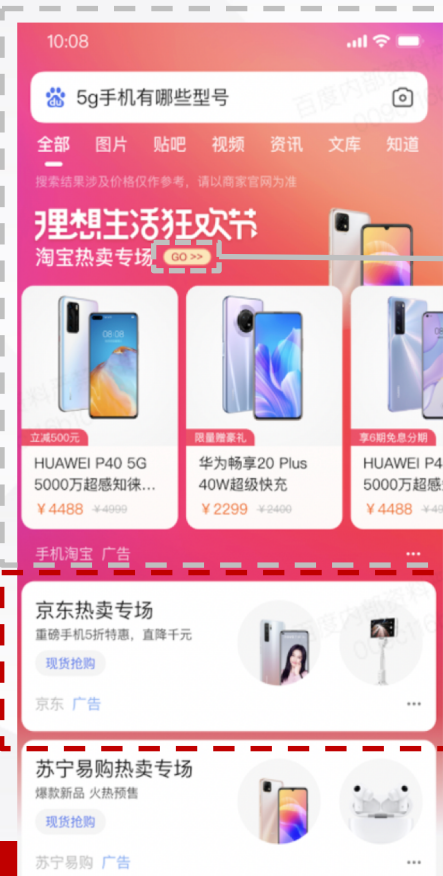 10:08
du 5g手机有哪些型号
全部 图片 贴吧 视频 资讯 文库 知道
搜索结果涉及价格仅作参考，请以商家官网为准
理想生活狂欢节
淘宝热卖专场 GO >>
08:08
立减500元
HUAWEI P40 5G
5000万超感知徕...
¥4488 ¥4999
限量赠豪礼
华为畅享20 Plus
40W超级快充
¥2299 ¥2400
享6期免息分期
HUAWEI P4
5000万超感
¥4488
手机淘宝 广告
京东热卖专场
重磅手机5折特惠，直降千元
现货抢购
京东 广告
苏宁易购热卖专场
爆款新品 火热预售
现货抢购
苏宁易购 广告